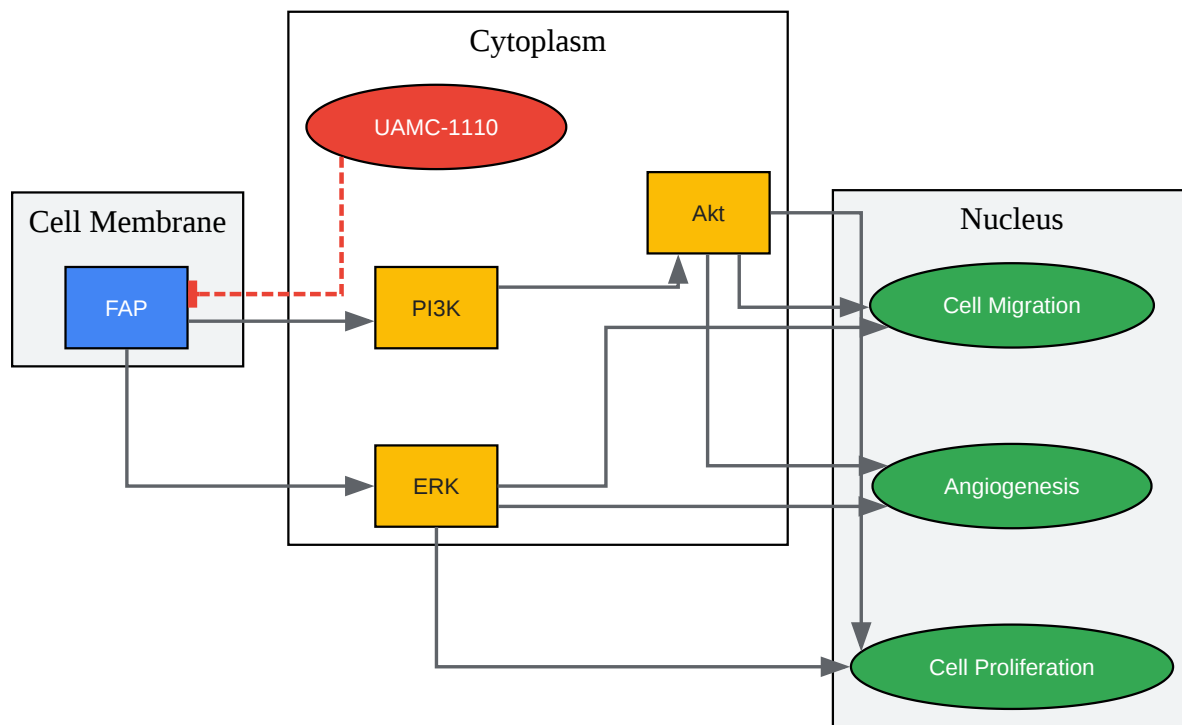 Cytoplasm
UAMC-1110
Cell Membrane
FAP
PI3K
ERK
Akt
Nucleus
Cell Migration
Angiogenesis
Cell Proliferation